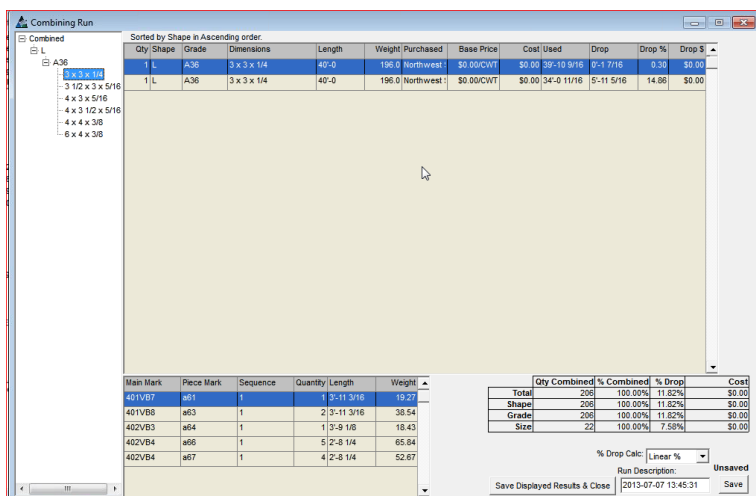 Combining Run
Combined
L
A36
3 x 3 x 1/4
3 1/2 x 3 x 5/16
4 x 3 x 5/16
4 x 3 1/2 x 5/16
4 x 4 x 3/8
6 x 4 x 3/8
Sorted by Shape in Ascending order.
Qty Shape Grade Dimensions Length Weight Purchased Base Price Cost Used Drop Drop % Drop $
1 L A36 3 x 3 x 1/4 40'-0 196.0 Northwest $0.00/CWT $0.00 39'-10 9/16 0'-1 7/16 0.30 $0.00
1 L A36 3 x 3 x 1/4 40'-0 196.0 Northwest $0.00/CWT $0.00 34'-0 11/16 5'-11 5/16 14.86 $0.00
Main Mark Piece Mark Sequence Quantity Length Weight
401VB7 a61 1 1 3'-11 3/16 19.27
401VB8 a63 1 2 3'-11 3/16 38.54
402VB3 a64 1 1 3'-9 1/8 18.43
402VB4 a66 1 5 2'-8 1/4 65.84
402VB4 a67 1 4 2'-8 1/4 52.67
Qty Combined % Combined % Drop Cost
Total 206 100.00% 11.82% $0.00
Shape 206 100.00% 11.82% $0.00
Grade 206 100.00% 11.82% $0.00
Size 22 100.00% 7.58% $0.00
% Drop Calc: Linear %
Run Description: Unsaved
Save Displayed Results & Close 2013-07-07 13:45:31 Save